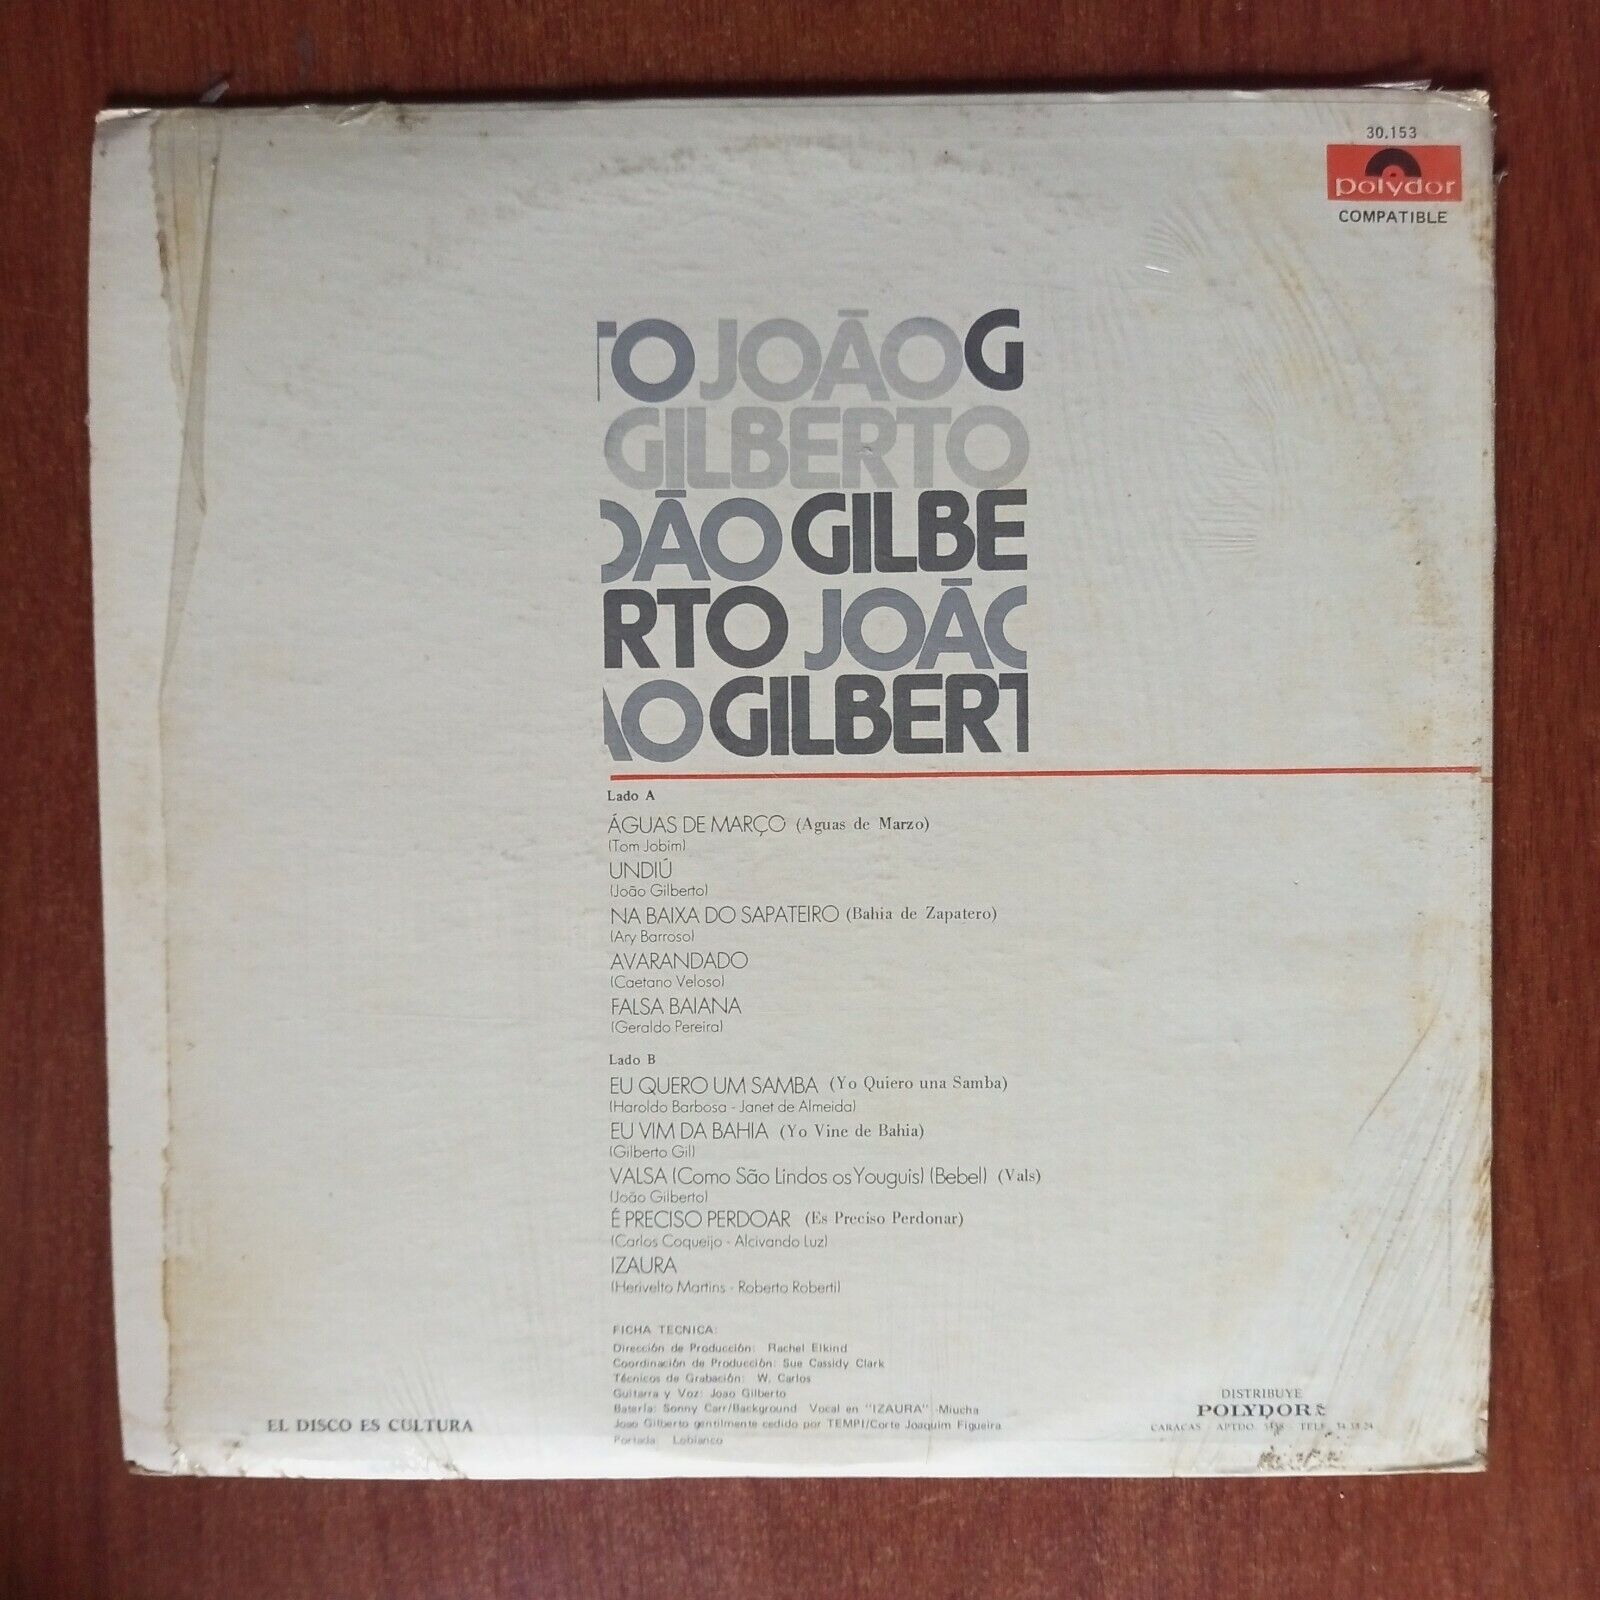 30.153
polydor
COMPATIBLE
TO JOÃO G
GILBERTO
OÃO GILBE
ERTO JOÃO
ÃO GILBERT
Lado A
ÁGUAS DE MARÇO (Aguas de Marzo)
(Tom Jobim)
UNDIÚ
(João Gilberto)
NA BAIXA DO SAPATEIRO (Bahia de Zapatero)
(Ary Barroso)
AVARANDADO
(Caetano Veloso)
FALSA BAIANA
(Geraldo Pereira)
Lado B
EU QUERO UM SAMBA (Yo Quiero una Samba)
(Haroldo Barbosa - Janet de Almeida)
EU VIM DA BAHIA (Yo Vine de Bahia)
(Gilberto Gil)
VALSA (Como São Lindos os Youguis) (Bebel) (Vals)
(João Gilberto)
É PRECISO PERDOAR (Es Preciso Perdonar)
(Carlos Coqueijo - Alcivando Luz)
IZAURA
(Herivelto Martins - Roberto Roberti)
FICHA TECNICA:
Dirección de Producción: Rachel Elkind
Coordinación de Producción: Sue Cassidy Clark
Técnicos de Grabación: W. Carlos
Guitarra y Voz: Joao Gilberto
Batería: Sonny Carr/Background Vocal en "IZAURA" -Miucha
Joao Gilberto gentilmente cedido por TEMPI/Corte Joaquim Figueira
Portada Lobianco
EL DISCO ES CULTURA
DISTRIBUYE
POLYDOR
CARACAS - APTDO. - TELF.